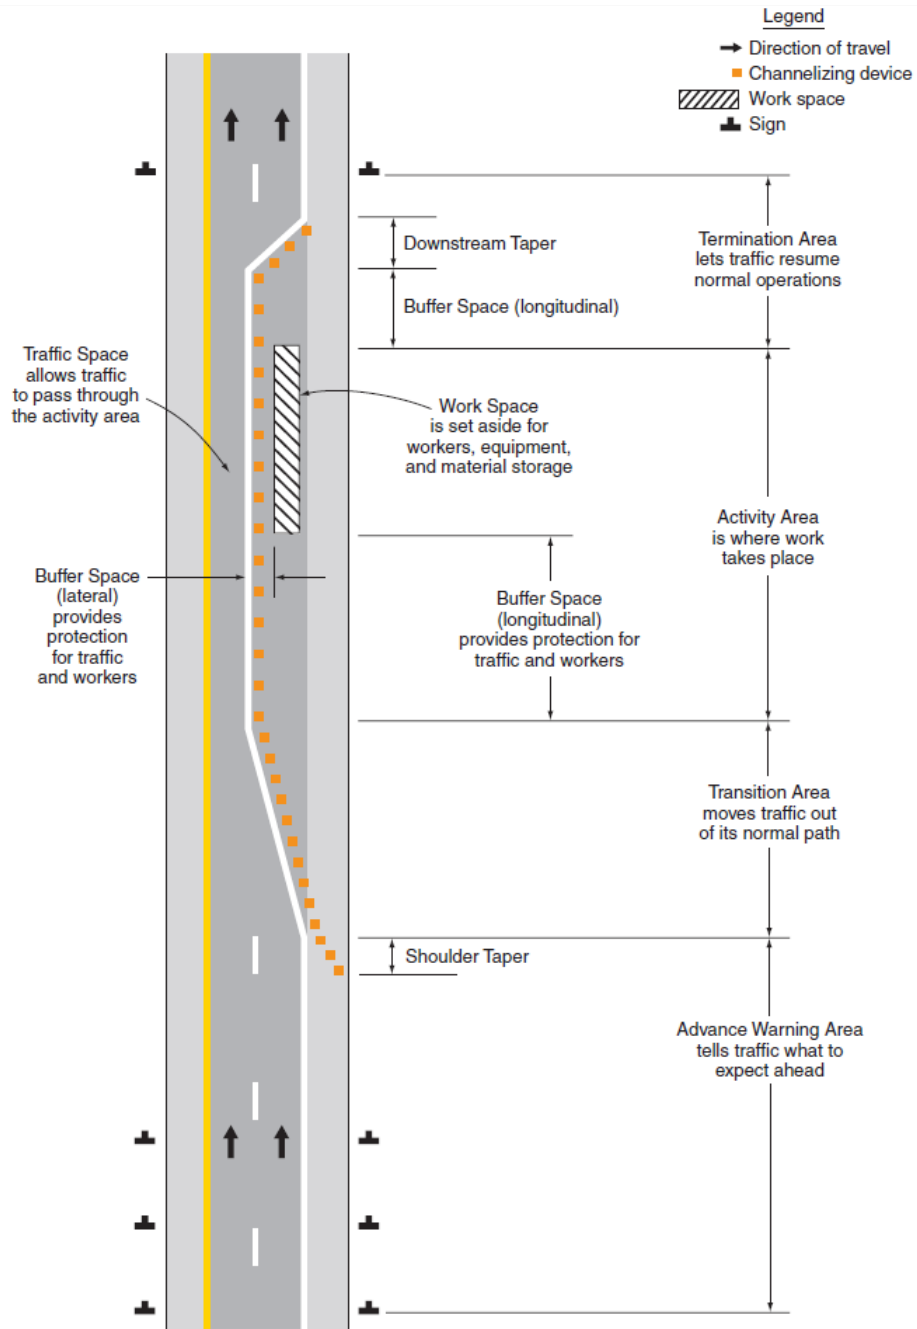 Legend
Direction of travel
Channelizing device
Work space
Sign
Downstream Taper
Buffer Space (longitudinal)
Termination Area
lets traffic resume
normal operations
Traffic Space
allows traffic
to pass through
the activity area
Work Space
is set aside for
workers, equipment,
and material storage
Activity Area
is where work
takes place
Buffer Space
(lateral)
provides
protection
for traffic
and workers
Buffer Space
(longitudinal)
provides protection for
traffic and workers
Transition Area
moves traffic out
of its normal path
Shoulder Taper
Advance Warning Area
tells traffic what to
expect ahead